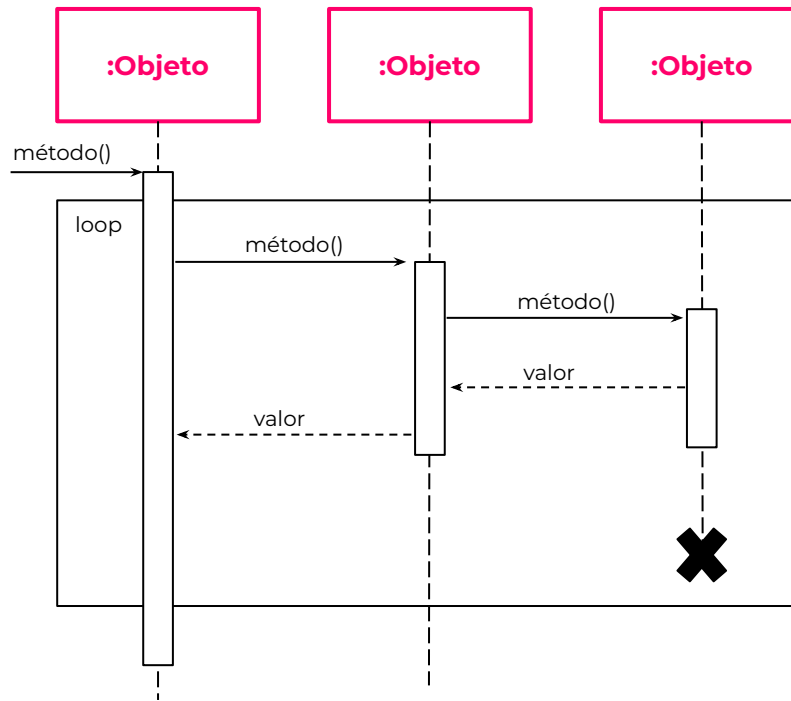 :Objeto
:Objeto
:Objeto
método()
loop
método()
método()
valor
valor